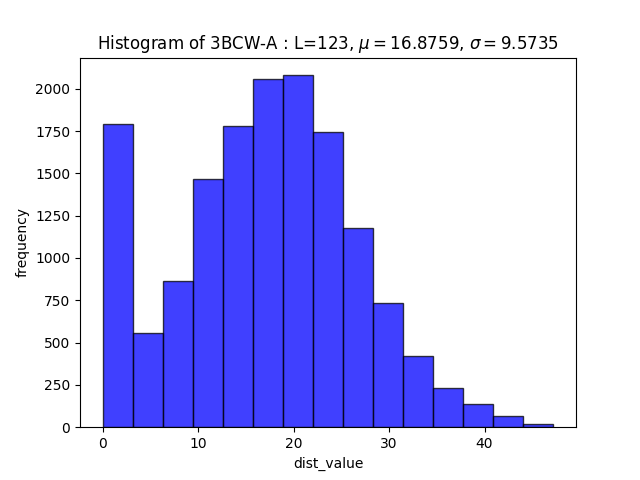 Histogram of 3BCW-A : L=123, μ = 16.8759, σ = 9.5735
2000
1750
1500
1250
1000
750
500
250
0
frequency
0 10 20 30 40
dist_value